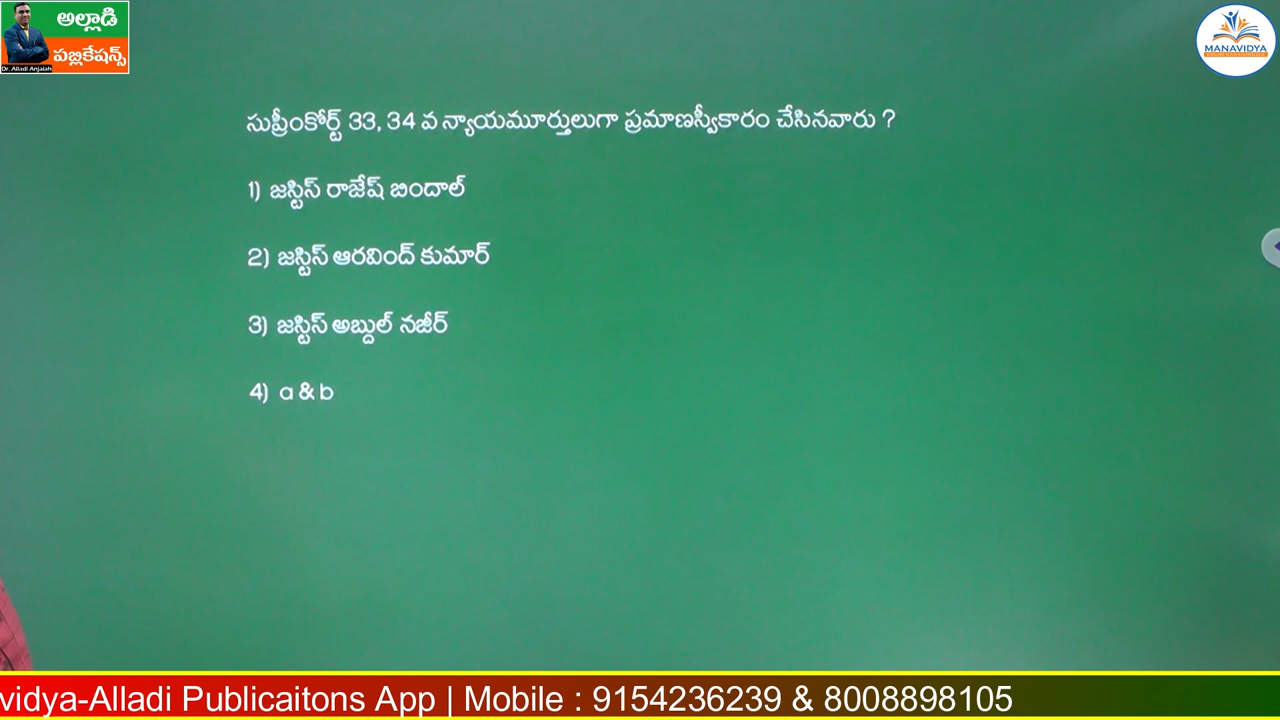 అల్లాడి
పబ్లికేషన్స్
Dr. Alladi Anjaiah
MANAVIDYA
సుప్రీంకోర్ట్ 33, 34 వ న్యాయమూర్తులుగా ప్రమాణస్వీకారం చేసినవారు ?
1) జస్టిస్ రాజేష్ బిందాల్
2) జస్టిస్ ఆరవింద్ కుమార్
3) జస్టిస్ అబ్దుల్ నజీర్
4) a & b
vidya-Alladi Publicaitons App | Mobile : 9154236239 & 8008898105